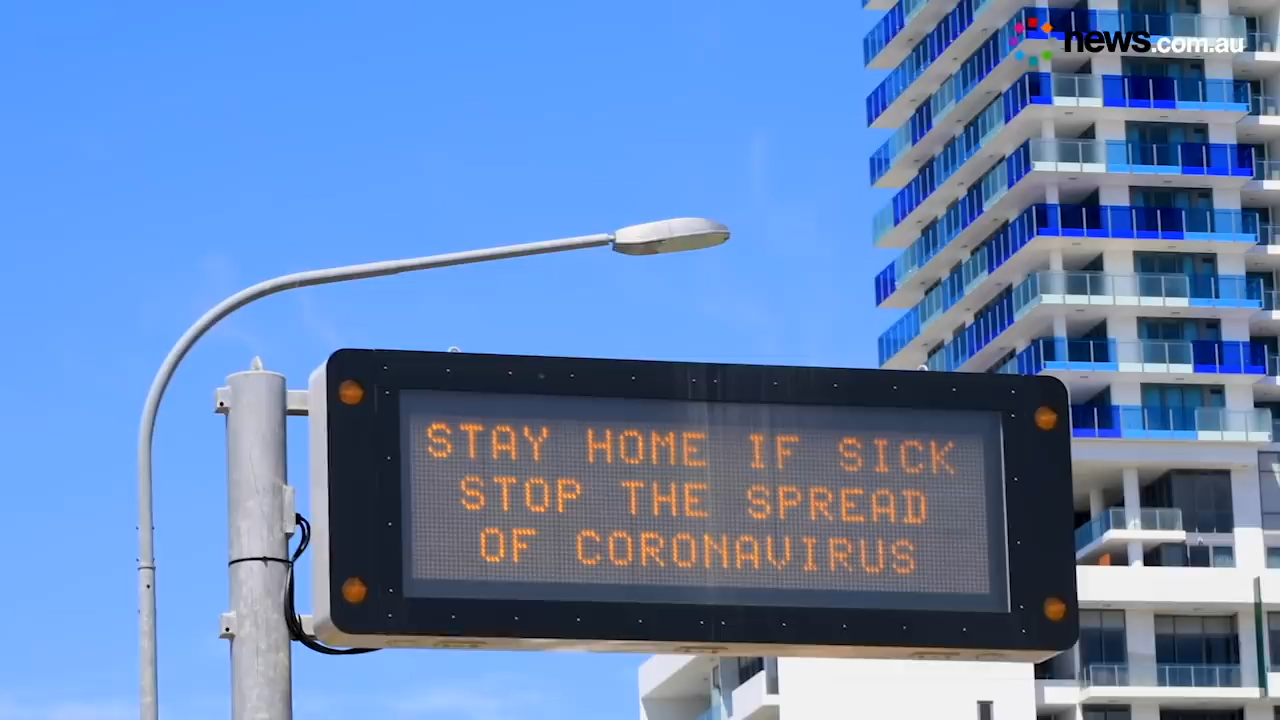 news.com.au
STAY HOME IF SICK
STOP THE SPREAD
OF CORONAVIRUS